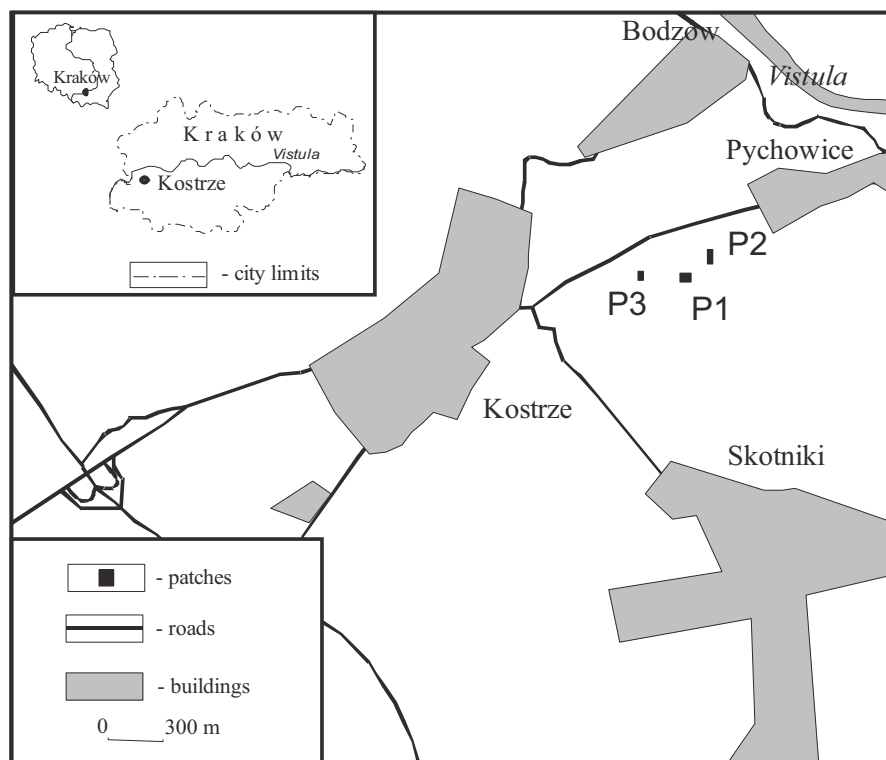 Kraków
Kraków
Vistula
Kostrze
- city limits
Bodzów
Vistula
Pychowice
P2
P3
P1
Kostrze
Skotniki
- patches
- roads
- buildings
0 300 m